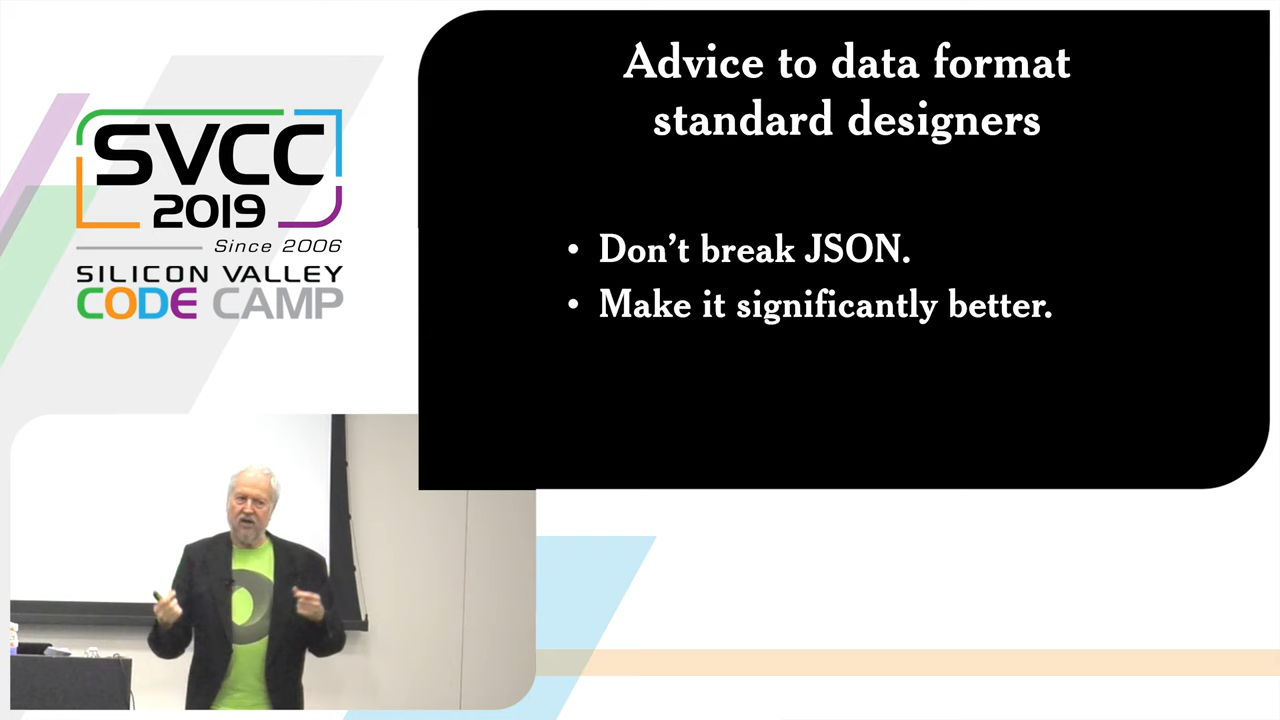 SVCC
2019
Since 2006
SILICON VALLEY
CODE CAMP
Advice to data format
standard designers
• Don’t break JSON.
• Make it significantly better.